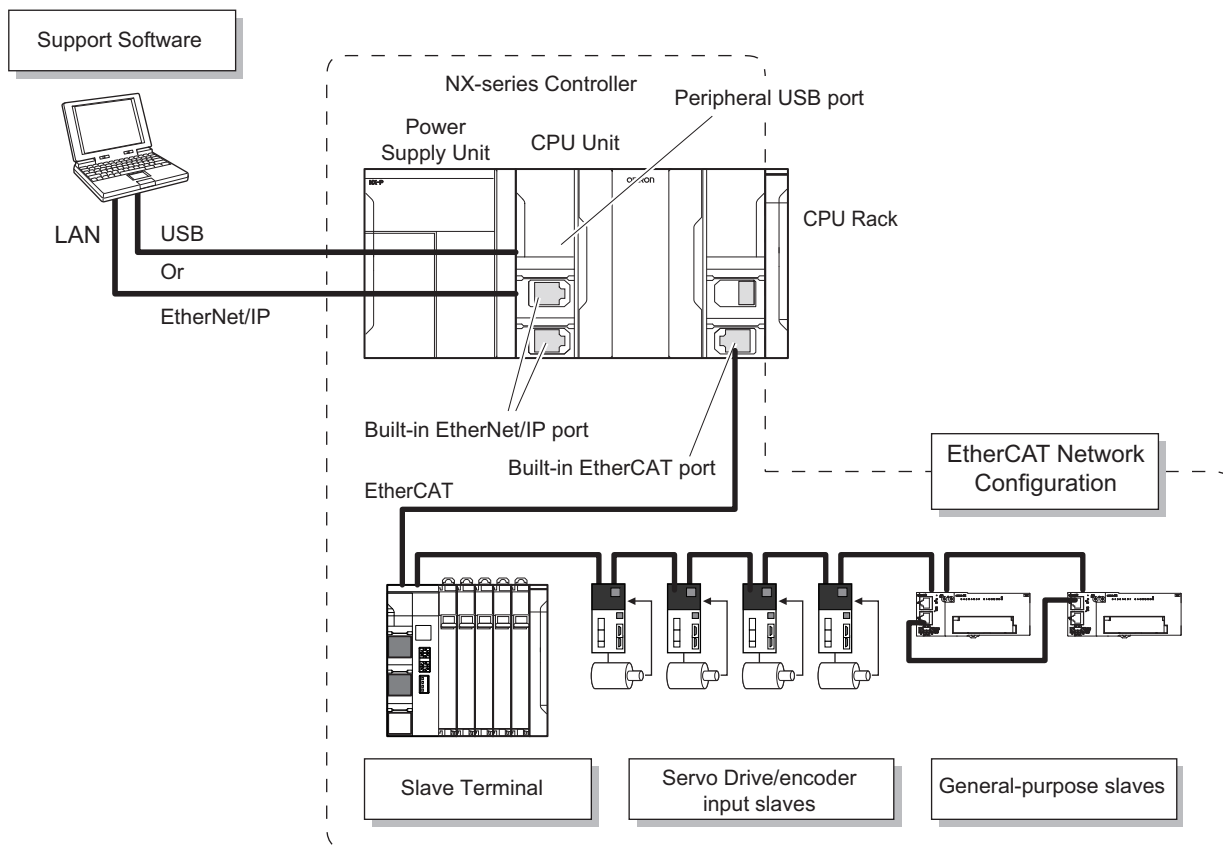 Support Software
NX-series Controller
Peripheral USB port
Power
Supply Unit
CPU Unit
NX-P
omron
CPU Rack
LAN
USB
Or
EtherNet/IP
Built-in EtherNet/IP port
Built-in EtherCAT port
EtherCAT Network
Configuration
EtherCAT
Slave Terminal
Servo Drive/encoder
input slaves
General-purpose slaves